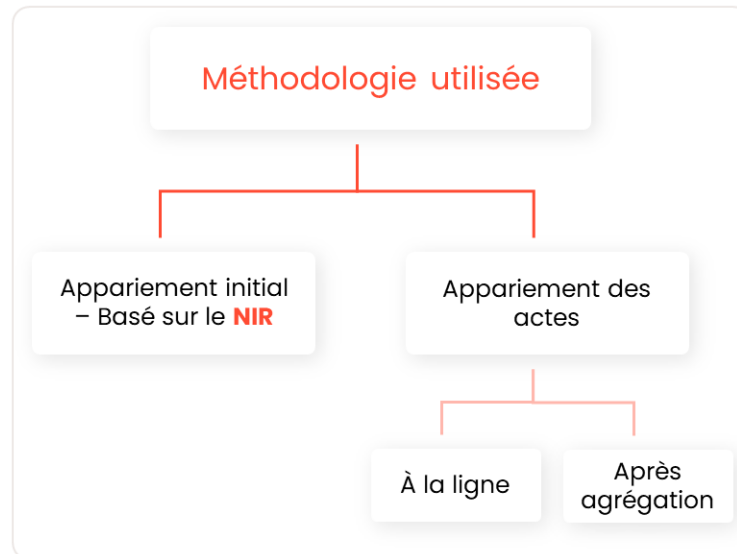 Méthodologie utilisée
Appariement initial
– Basé sur le NIR
Appariement des
actes
À la ligne
Après
agrégation